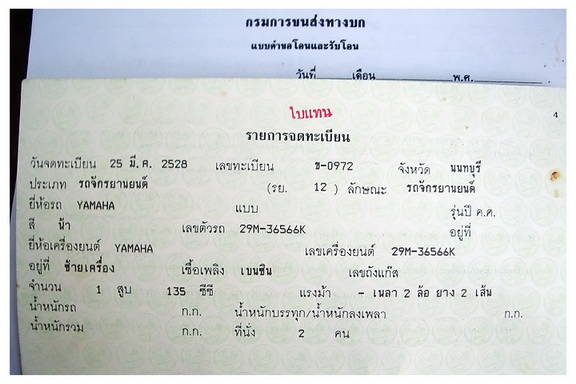 กรมการขนส่งทางบก
แบบคำขอโอนและรับโอน
วันที่ เดือน พ.ศ.
4
ใบแทน
รายการจดทะเบียน
วันจดทะเบียน 25 มี.ค. 2528 เลขทะเบียน ข-0972 จังหวัด นนทบุรี
ประเภท รถจักรยานยนต์ (รย. 12 ) ลักษณะ รถจักรยานยนต์
ยี่ห้อรถ YAMAHA แบบ รุ่นปี ค.ศ.
สี น้ำ เลขตัวรถ 29M-36566K อยู่ที่
ยี่ห้อเครื่องยนต์ YAMAHA เลขเครื่องยนต์ 29M-36566K
อยู่ที่ ซ้ายเครื่อง เชื้อเพลิง เบนซิน เลขถังแก๊ส
จำนวน 1 สูบ 135 ซีซี แรงม้า - เพลา 2 ล้อ ยาง 2 เส้น
น้ำหนักรถ ก.ก. น้ำหนักบรรทุก/น้ำหนักลงเพลา ก.ก.
น้ำหนักรวม ก.ก. ที่นั่ง 2 คน